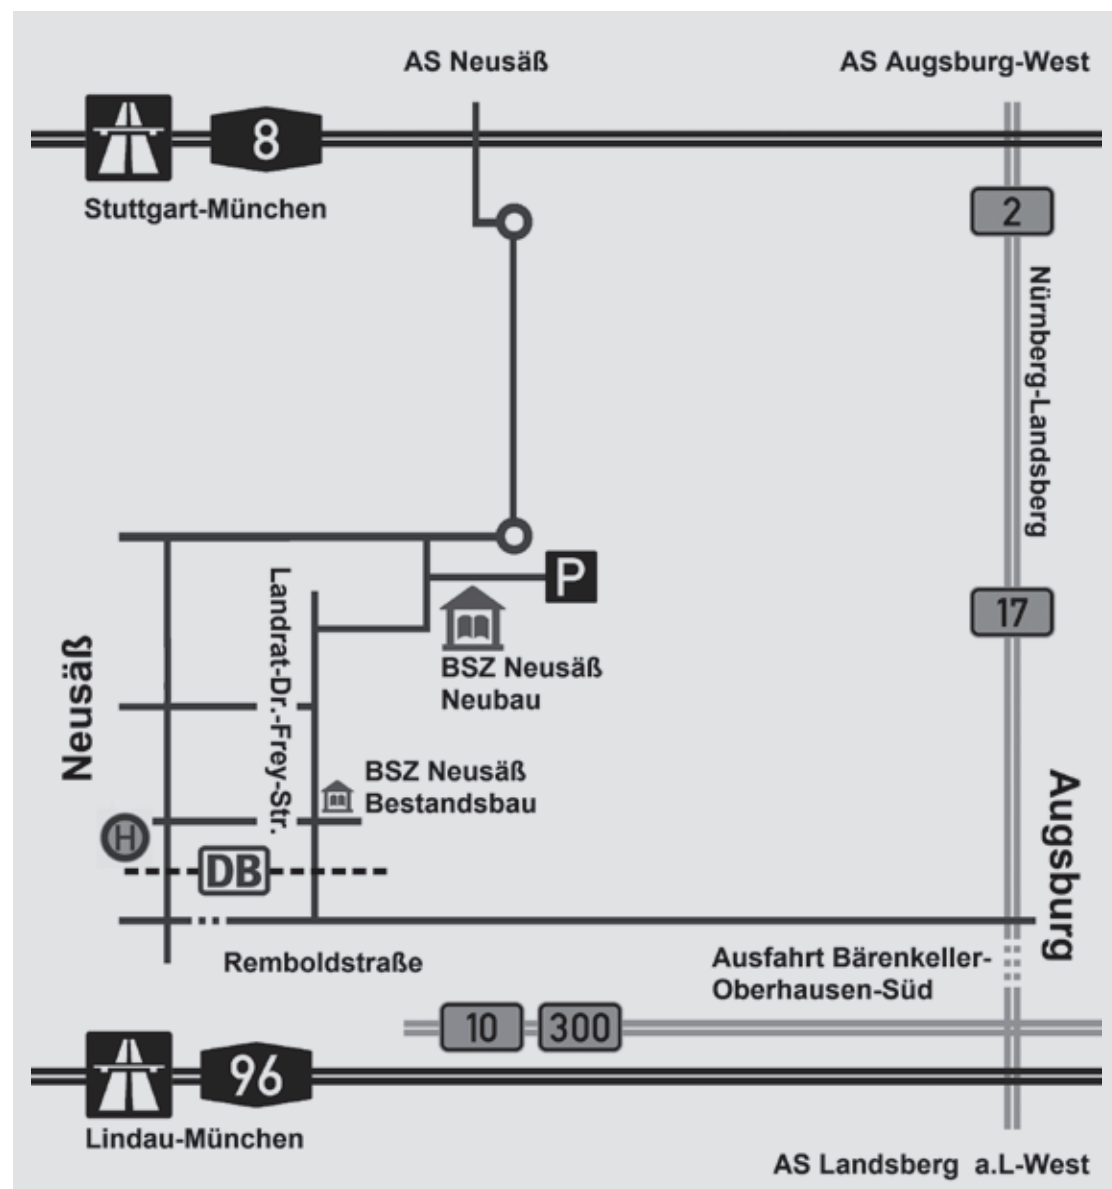 AS Neusäß
AS Augsburg-West
8
Stuttgart-München
2
Nürnberg-Landsberg
P
17
Landrat-Dr.-Frey-Str.
BSZ Neusäß
Neubau
Neusäß
BSZ Neusäß
Bestandsbau
Augsburg
H
DB
Remboldstraße
Ausfahrt Bärenkeller-
Oberhausen-Süd
10
300
96
Lindau-München
AS Landsberg a.L-West